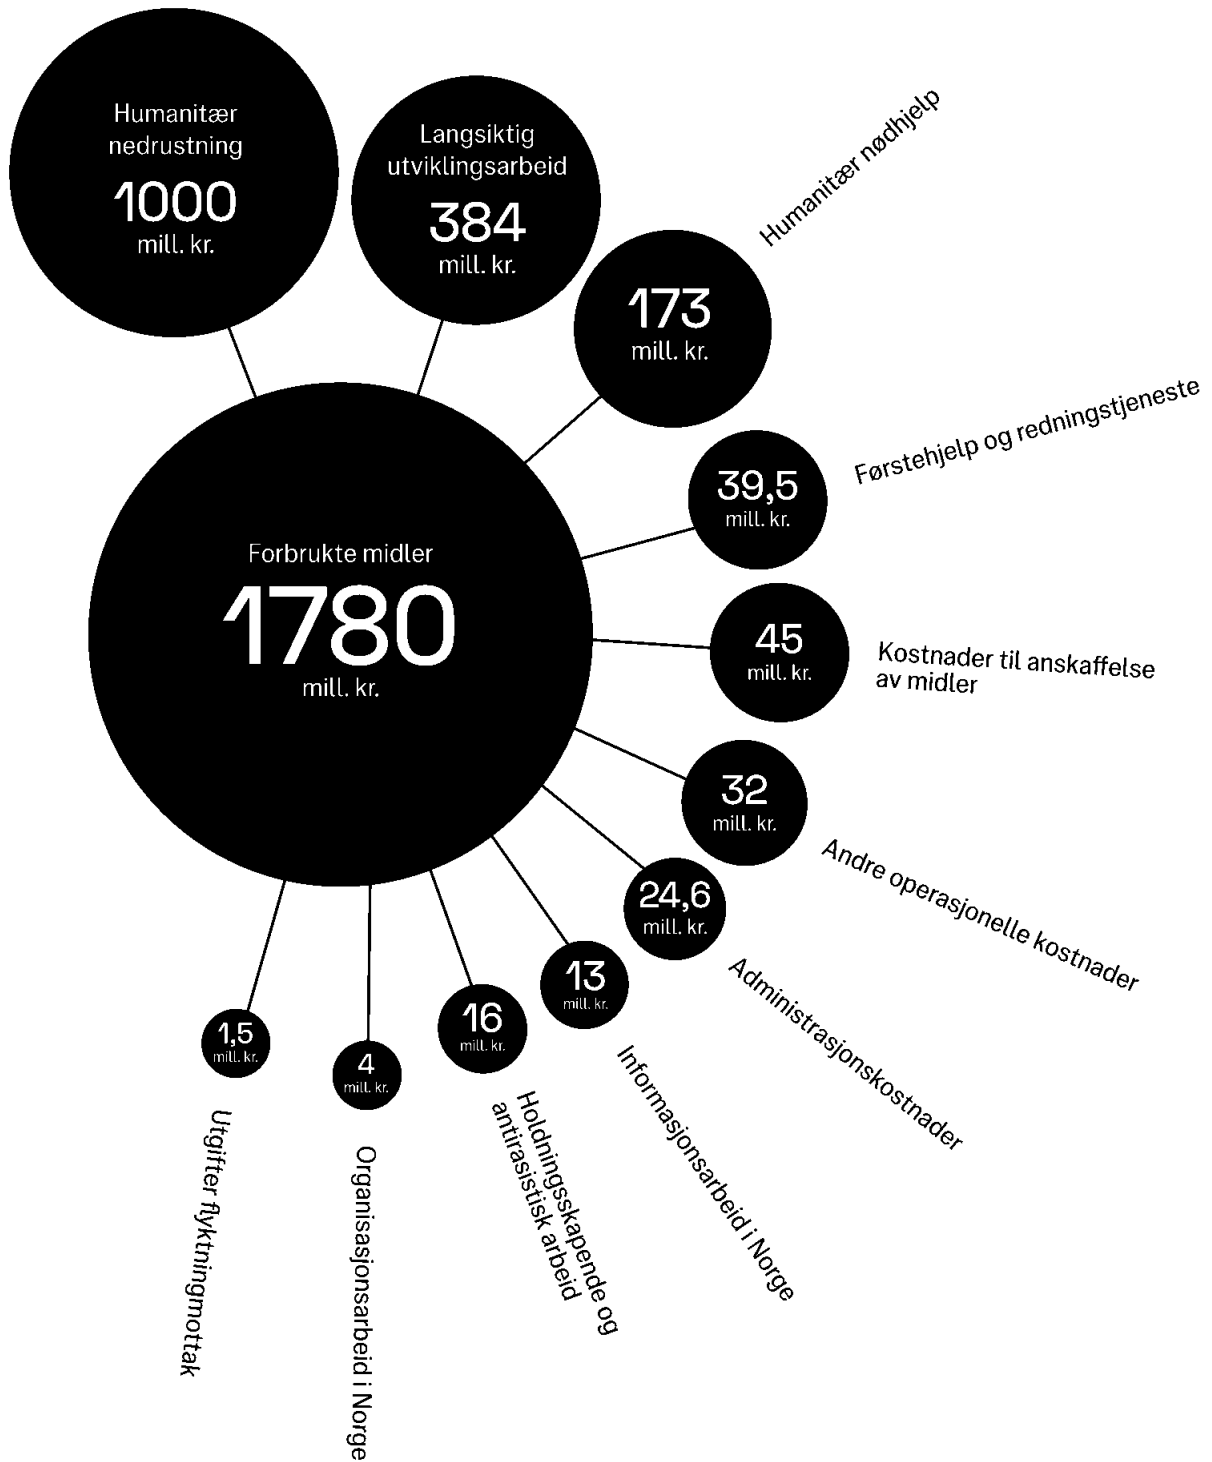 Humanitær
nedrustning
1000
mill. kr.
Langsiktig
utviklingsarbeid
384
mill. kr.
Humanitær nødhjelp
173
mill. kr.
Førstehjelp og redningstjeneste
39,5
mill. kr.
Forbrukte midler
1780
mill. kr.
45
mill. kr.
Kostnader til anskaffelse
av midler
32
mill. kr.
Andre operasjonelle kostnader
24,6
mill. kr.
Administrasjonskostnader
13
mill. kr.
Informasjonsarbeid i Norge
16
mill. kr.
Holdningsskapende og
antirasistisk arbeid
4
mill. kr.
Organisasjonsarbeid i Norge
1,5
mill. kr.
Utgifter flyktningmottak